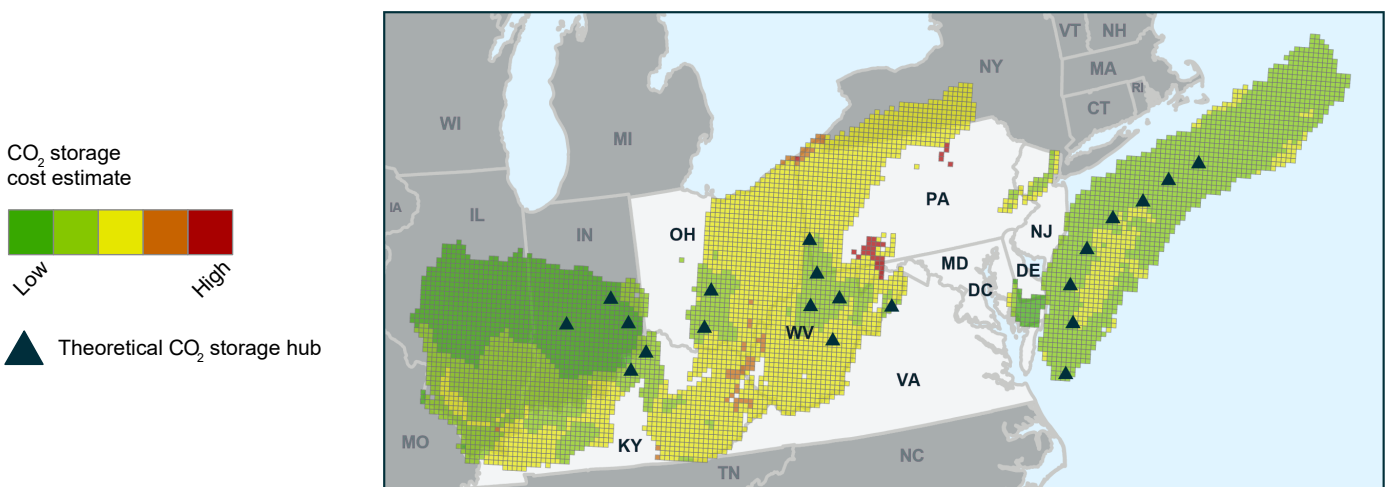 CO₂ storage
cost estimate
Low
High
Theoretical CO₂ storage hub
VT
NH
NY
MA
RI
CT
WI
MI
PA
IA
IL
IN
OH
NJ
MD
DE
DC
WV
VA
MO
KY
NC
TN